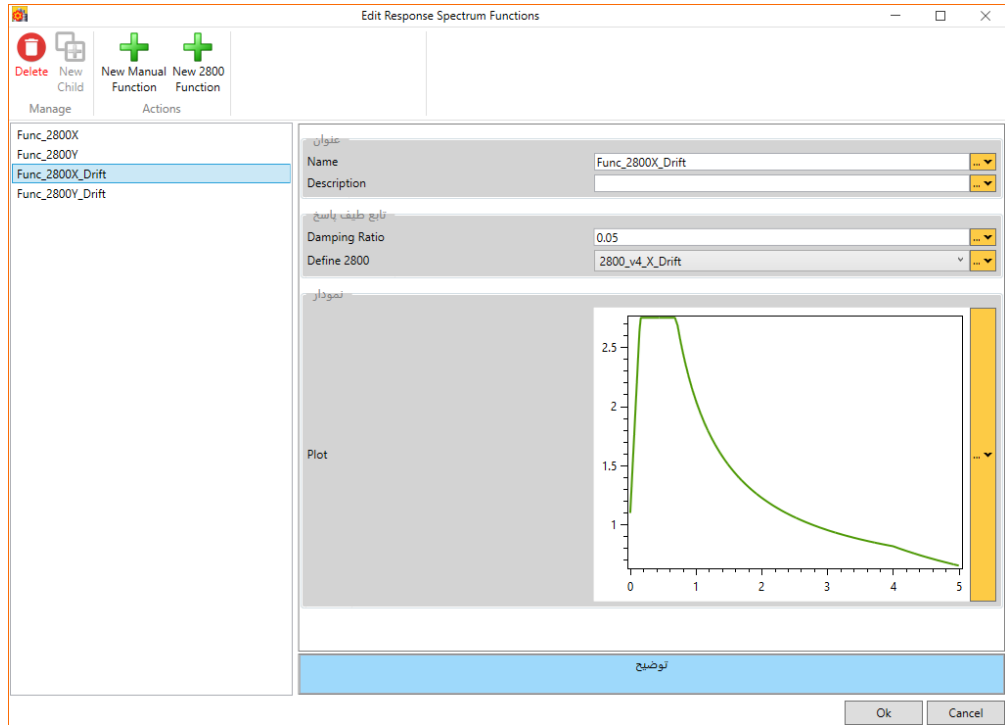 Edit Response Spectrum Functions
Delete
New Child
New Manual Function
New 2800 Function
Manage
Actions
Func_2800X
Func_2800Y
Func_2800X_Drift
Func_2800Y_Drift
عنوان
Name
Func_2800X_Drift
...
Description
...
تابع طیف پاسخ
Damping Ratio
0.05
...
Define 2800
2800_v4_X_Drift
...
نمودار
Plot
2.5
2
1.5
1
0 1 2 3 4 5
...
توضیح
Ok
Cancel